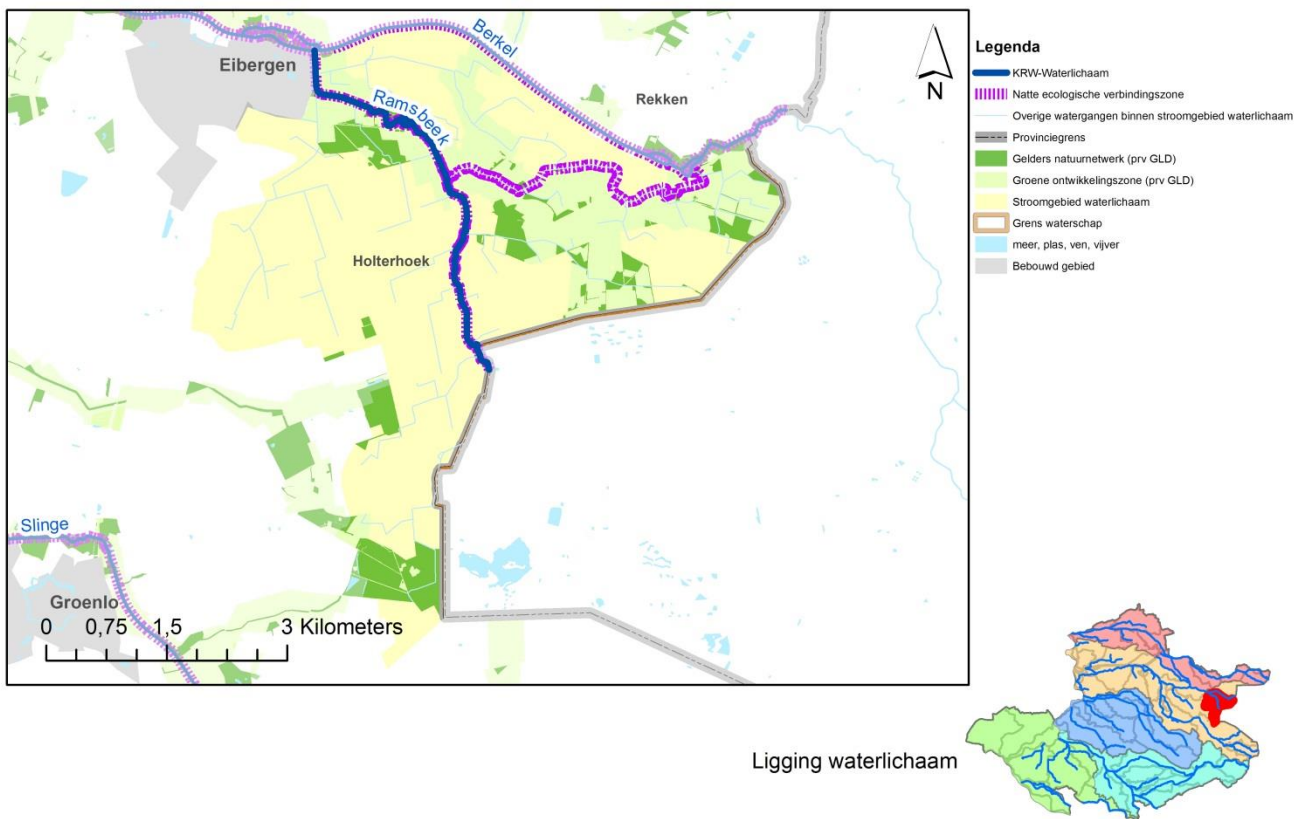 Berkel
Eibergen
Rekken
Ramsbeek
Holterhoek
Slinge
Groenlo
0 0,75 1,5 3 Kilometers
N
Legenda
KRW-Waterlichaam
Natte ecologische verbindingszone
Overige watergangen binnen stroomgebied waterlichaam
Provinciegrens
Gelders natuurnetwerk (prv GLD)
Groene ontwikkelingszone (prv GLD)
Stroomgebied waterlichaam
Grens waterschap
meer, plas, ven, vijver
Bebouwd gebied
Ligging waterlichaam